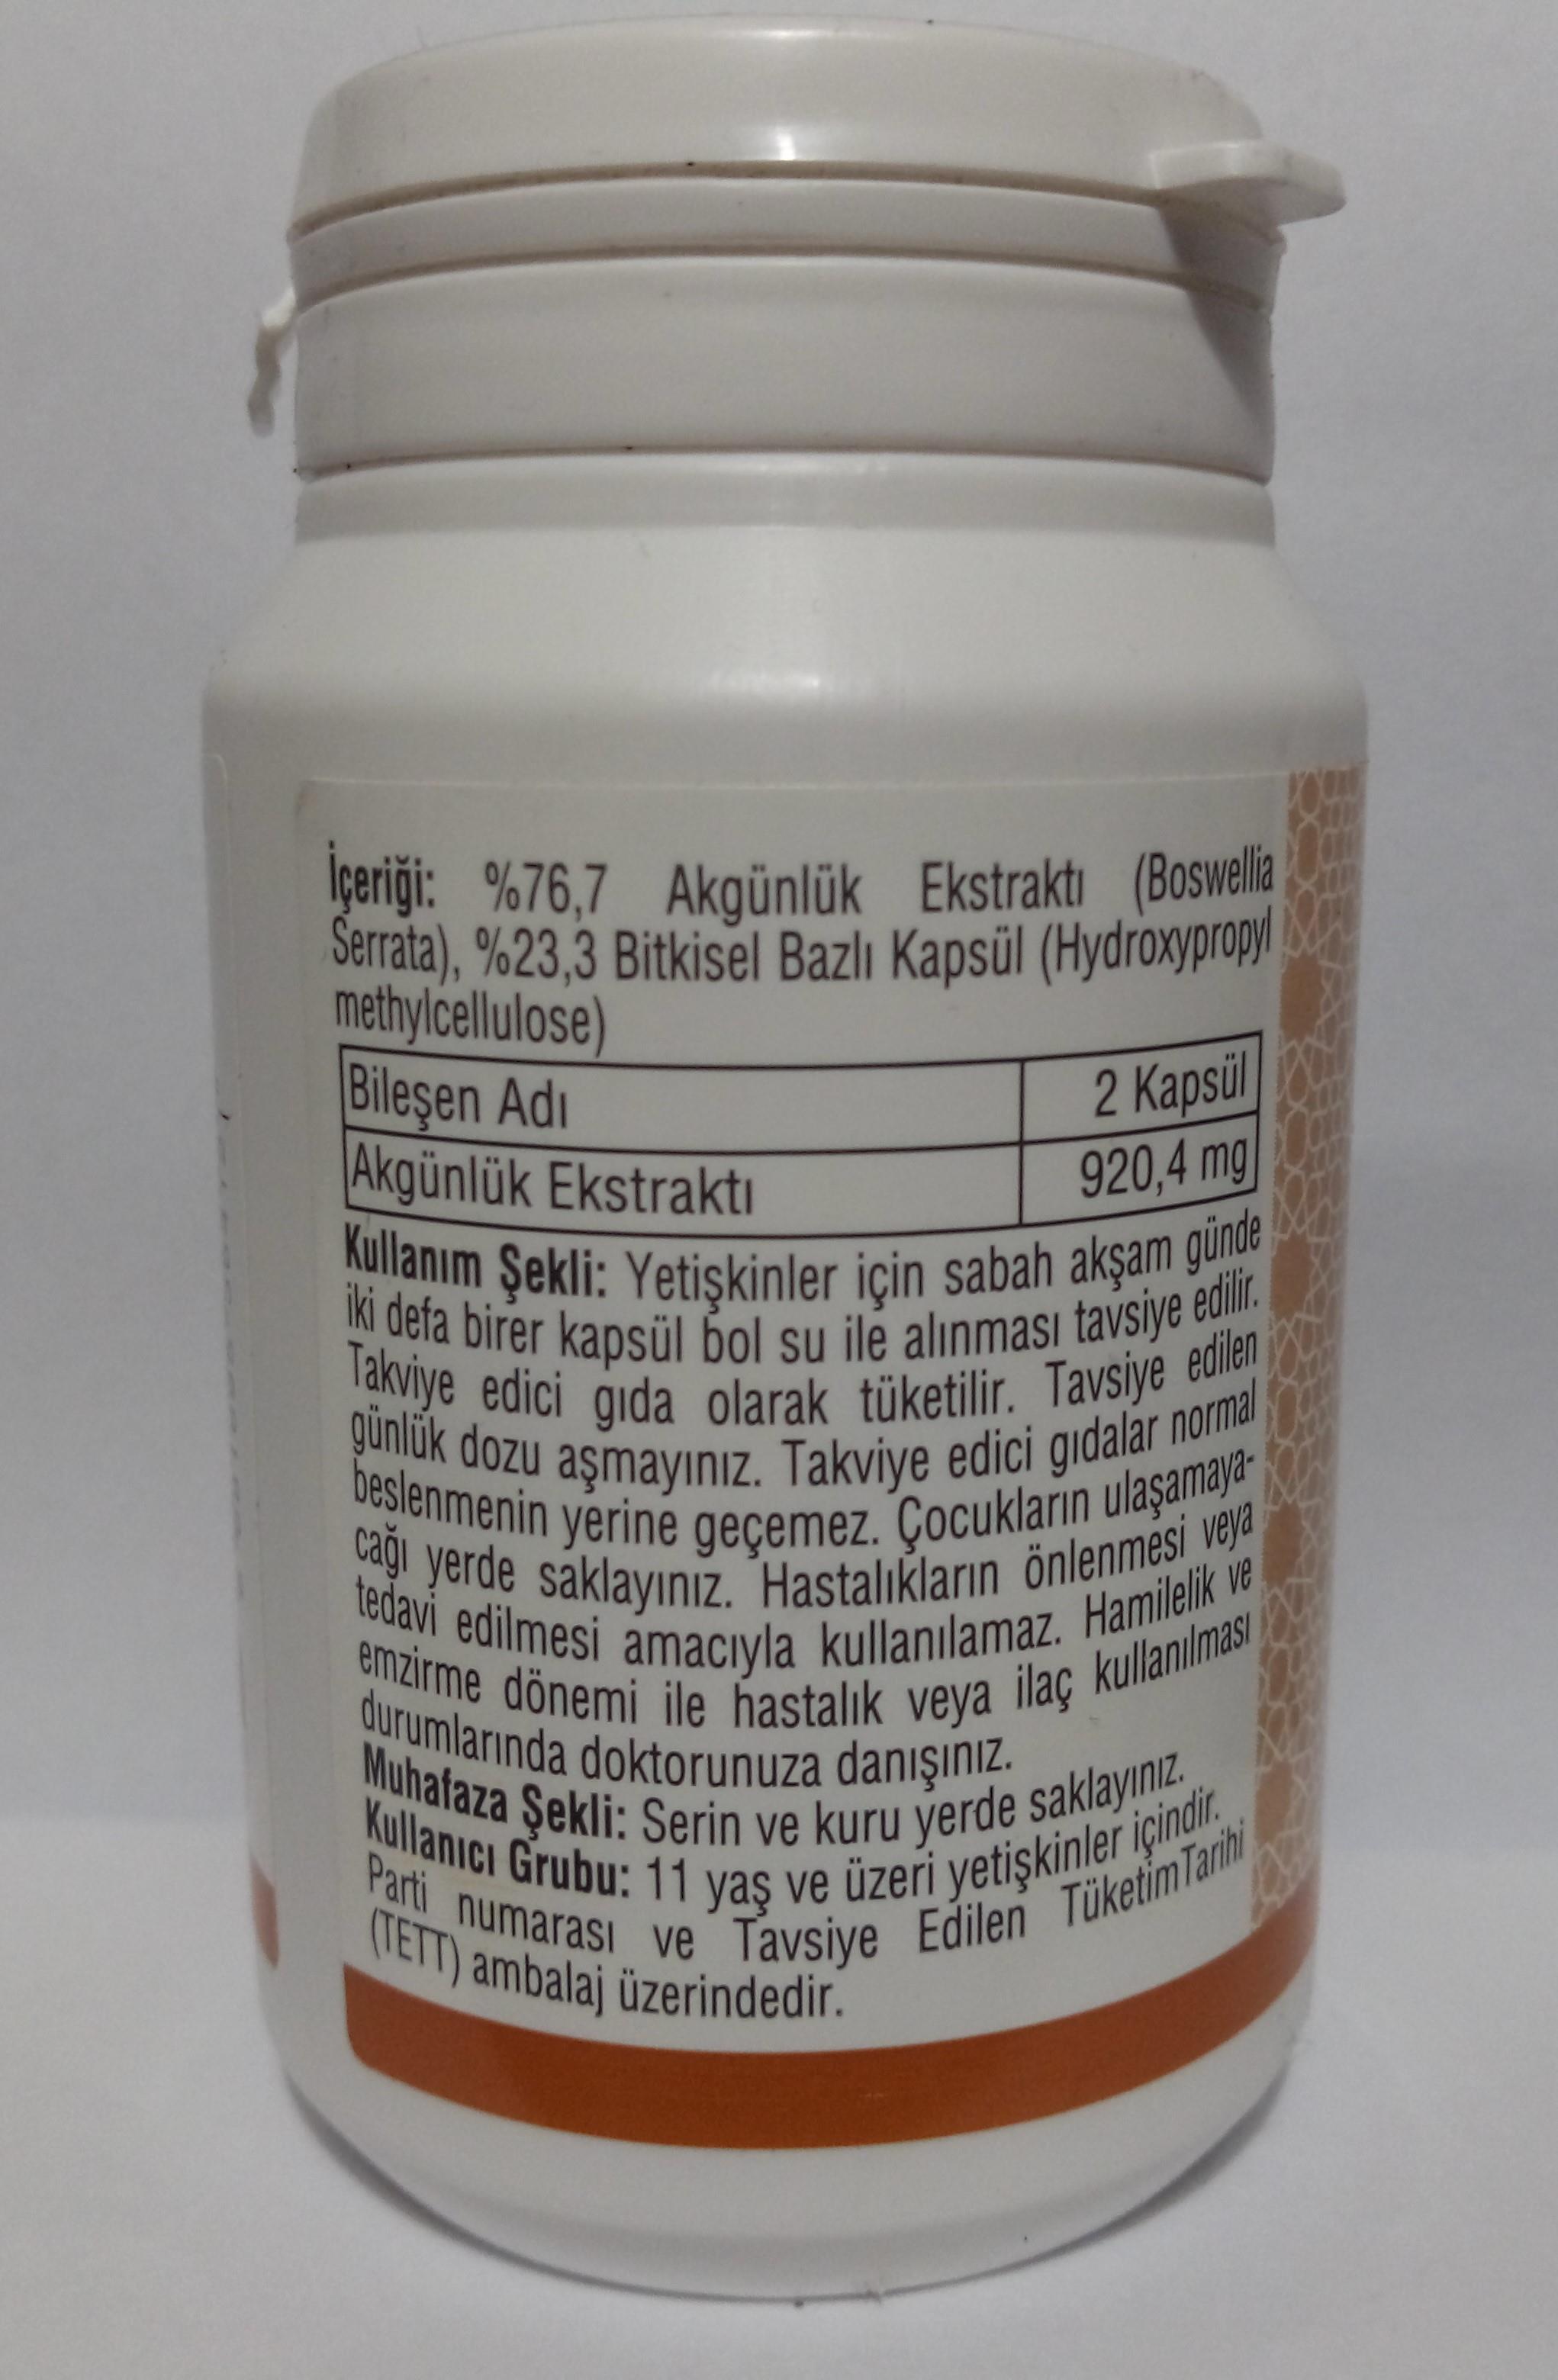 İçeriği: %76,7 Akgünlük Ekstraktı (Boswellia
Serrata), %23,3 Bitkisel Bazlı Kapsül (Hydroxypropyl
methylcellulose)
Bileşen Adı 2 Kapsül
Akgünlük Ekstraktı 920,4 mg
Kullanım Şekli: Yetişkinler için sabah akşam günde
iki defa birer kapsül bol su ile alınması tavsiye edilir.
Takviye edici gıda olarak tüketilir. Tavsiye edilen
günlük dozu aşmayınız. Takviye edici gıdalar normal
beslenmenin yerine geçemez. Çocukların ulaşamaya-
cağı yerde saklayınız. Hastalıkların önlenmesi veya
tedavi edilmesi amacıyla kullanılamaz. Hamilelik ve
emzirme dönemi ile hastalık veya ilaç kullanılması
durumlarında doktorunuza danışınız.
Muhafaza Şekli: Serin ve kuru yerde saklayınız.
Kullanıcı Grubu: 11 yaş ve üzeri yetişkinler içindir.
Parti numarası ve Tavsiye Edilen TüketimTarihi
(TETT) ambalaj üzerindedir.